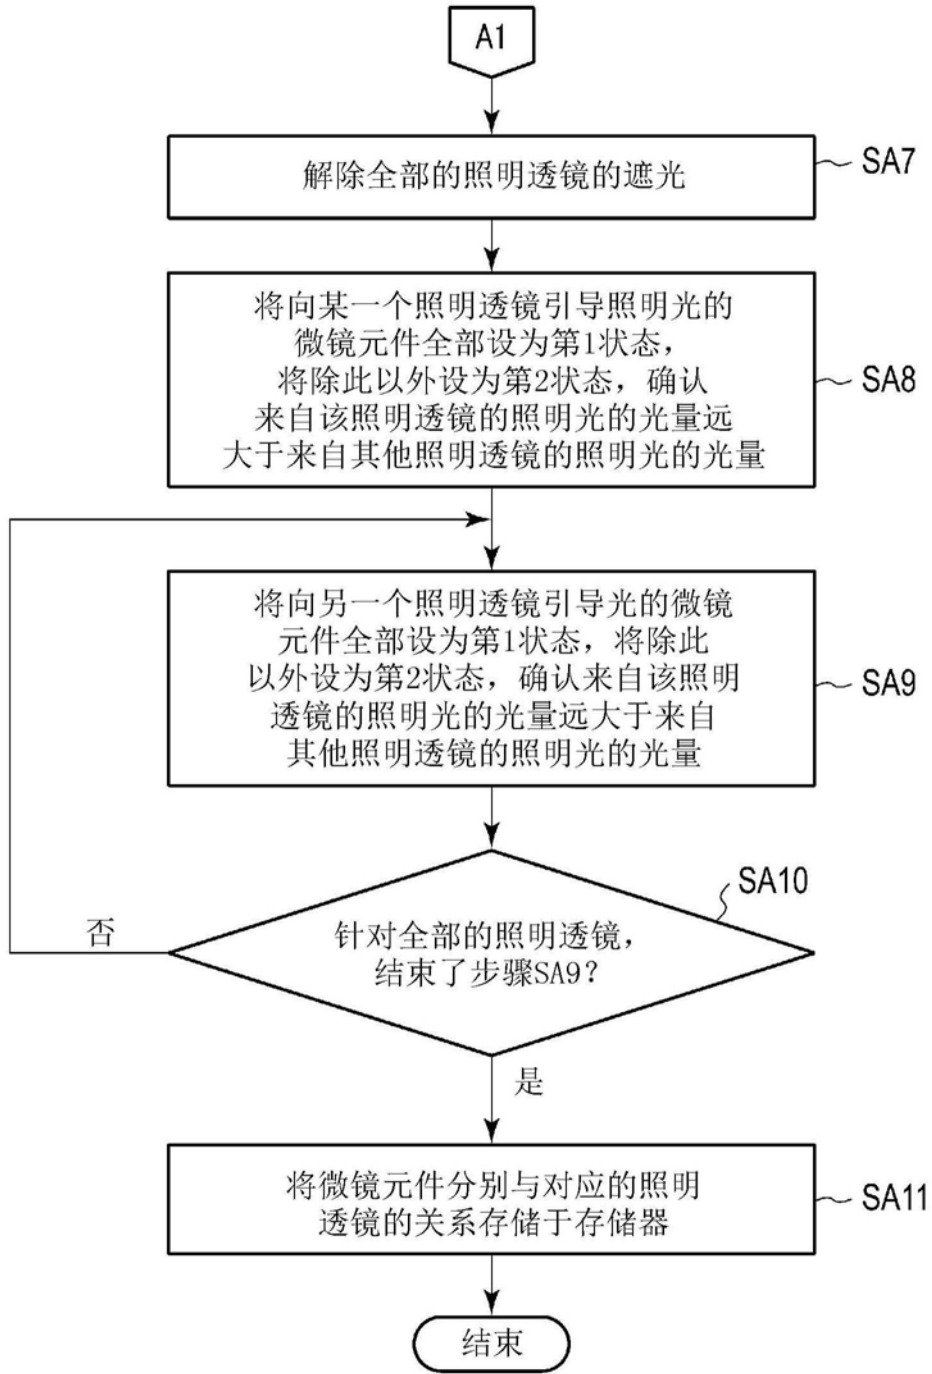 A1
解除全部的照明透镜的遮光
SA7
将向某一个照明透镜引导照明光的
微镜元件全部设为第1状态，
将除此以外设为第2状态，确认
来自该照明透镜的照明光的光量远
大于来自其他照明透镜的照明光的光量
SA8
将向另一个照明透镜引导光的微镜
元件全部设为第1状态，将除此
以外设为第2状态，确认来自该照明
透镜的照明光的光量远大于来自
其他照明透镜的照明光的光量
SA9
针对全部的照明透镜，
结束了步骤SA9？
SA10
否
是
将微镜元件分别与对应的照明
透镜的关系存储于存储器
SA11
结束